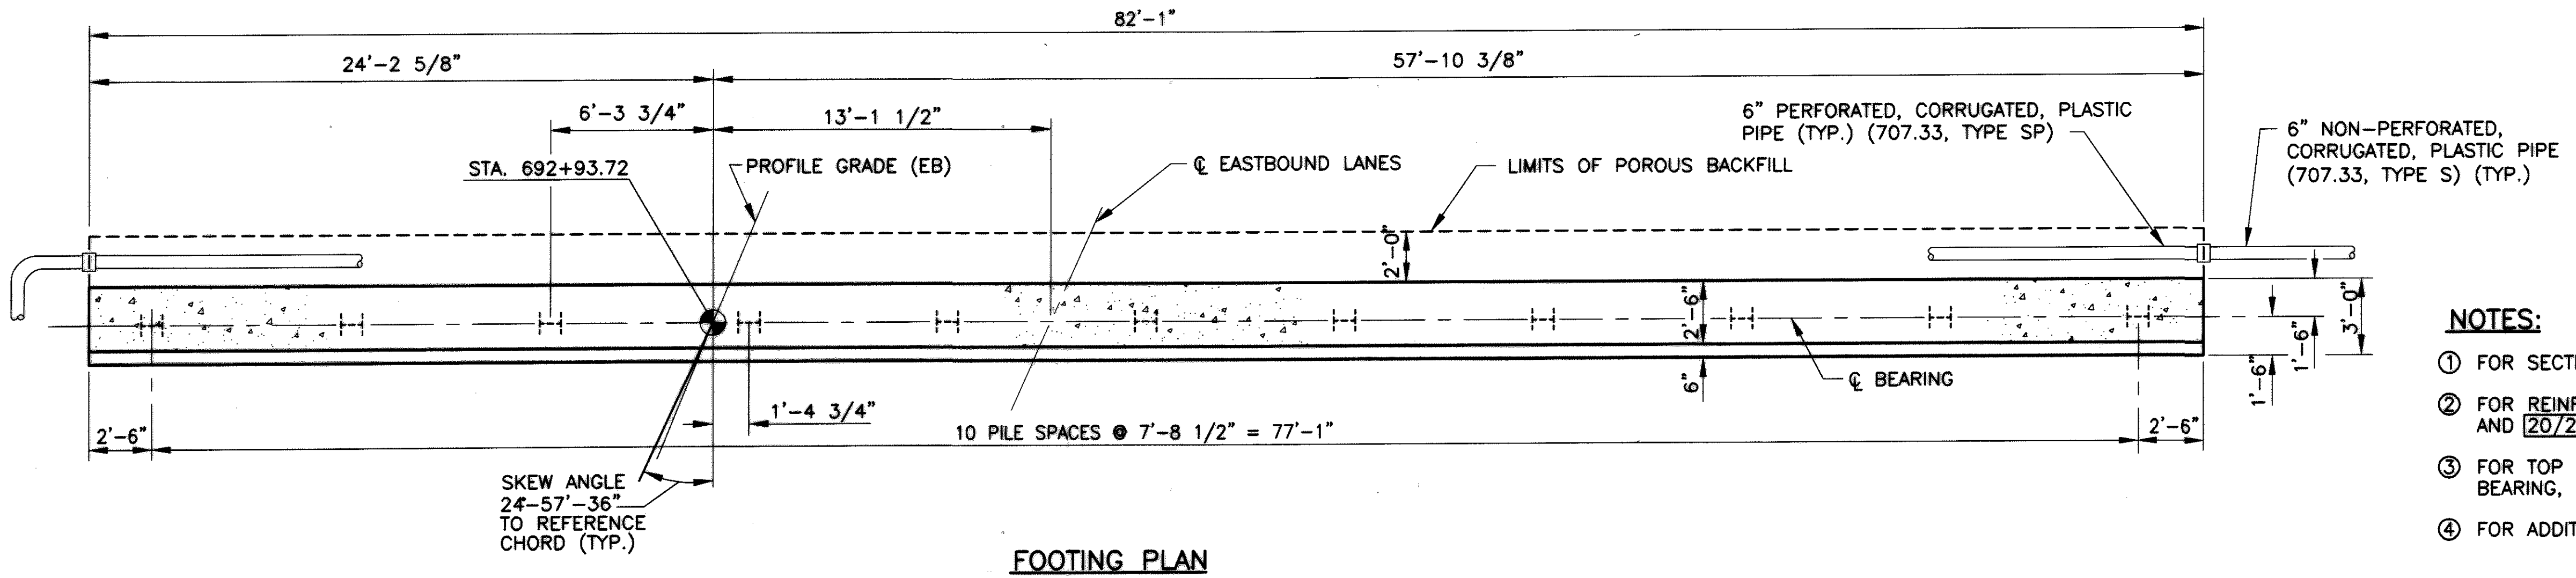 82'-1"
24'-2 5/8"
57'-10 3/8"
6'-3 3/4"
13'-1 1/2"
6" PERFORATED, CORRUGATED, PLASTIC
PIPE (TYP.) (707.33, TYPE SP)
6" NON-PERFORATED,
CORRUGATED, PLASTIC PIPE
(707.33, TYPE S) (TYP.)
STA. 692+93.72
PROFILE GRADE (EB)
℄ EASTBOUND LANES
LIMITS OF POROUS BACKFILL
2'-0"
2'-6"
6"
℄ BEARING
3'-0"
1'-6"
1'-6"
1'-4 3/4"
2'-6"
10 PILE SPACES @ 7'-8 1/2" = 77'-1"
2'-6"
SKEW ANGLE
24-57'-36"
TO REFERENCE
CHORD (TYP.)
FOOTING PLAN
NOTES:
① FOR SECTI
② FOR REINF
AND 20/2
③ FOR TOP
BEARING,
④ FOR ADDIT